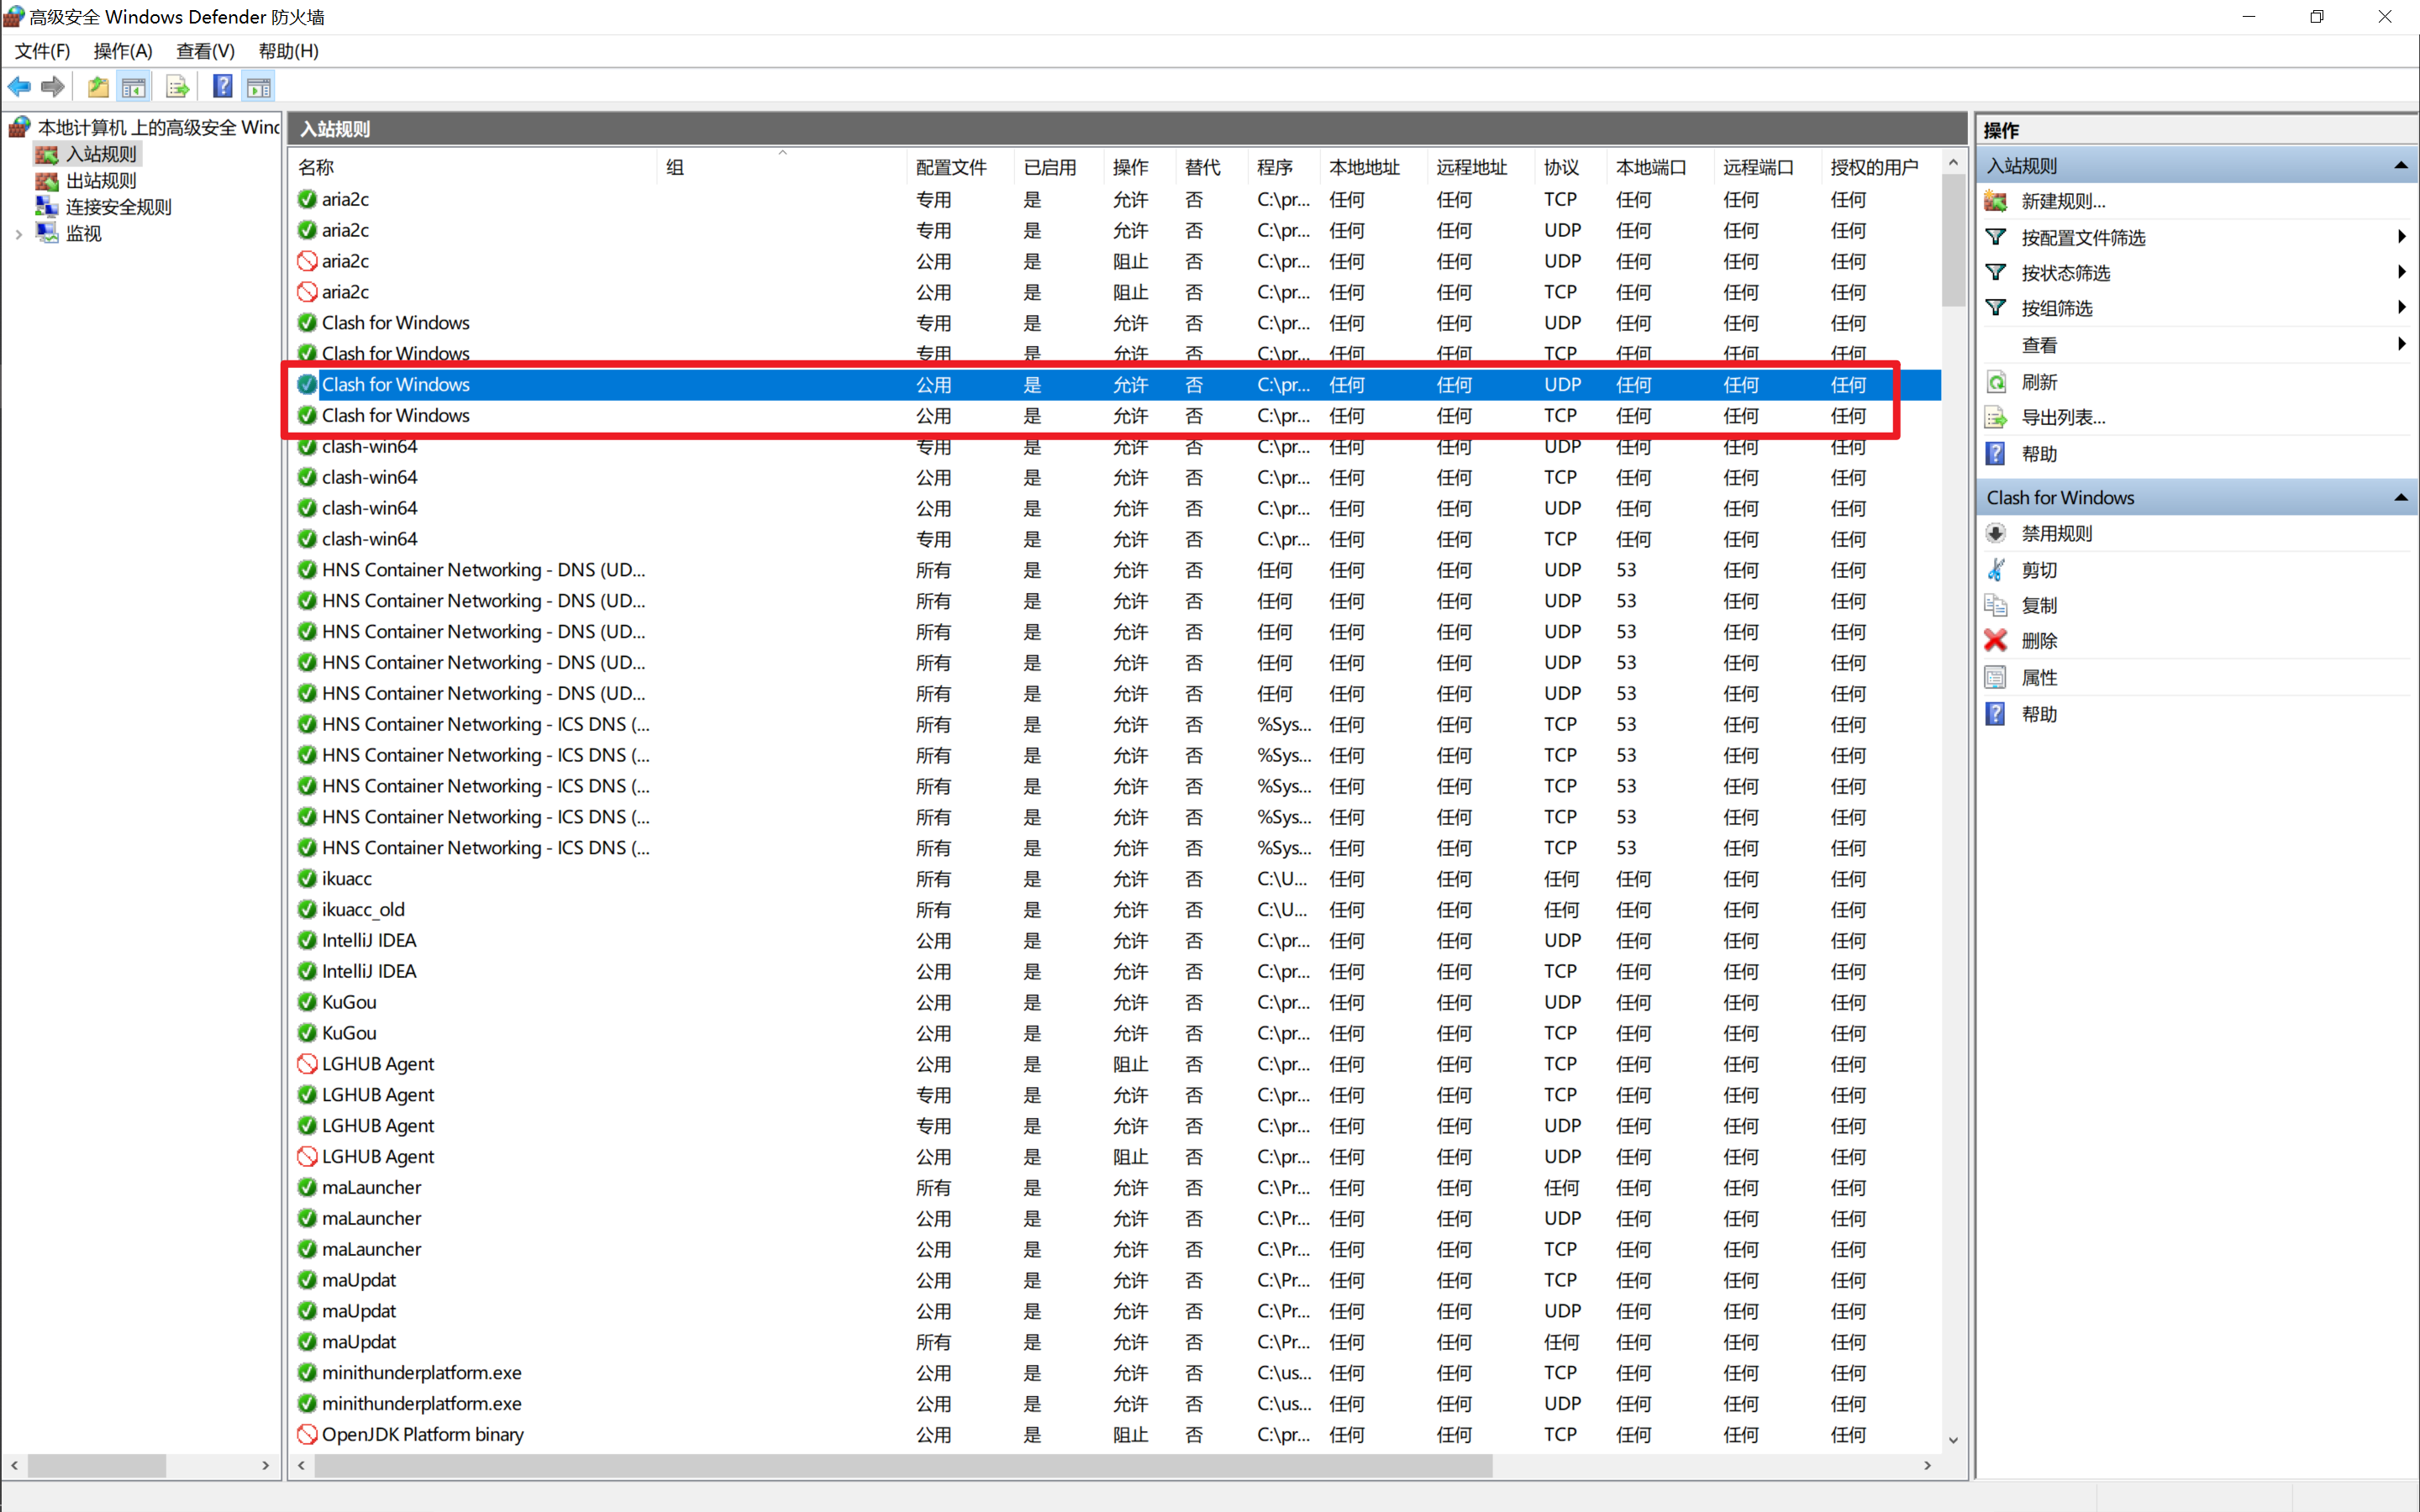 高级安全 Windows Defender 防火墙
文件(F) 操作(A) 查看(V) 帮助(H)
本地计算机 上的高级安全 Winc
入站规则
出站规则
连接安全规则
监视
入站规则
名称 组 配置文件 已启用 操作 替代 程序 本地地址 远程地址 协议 本地端口 远程端口 授权的用户
aria2c 专用 是 允许 否 C:\pr... 任何 任何 TCP 任何 任何 任何
aria2c 专用 是 允许 否 C:\pr... 任何 任何 UDP 任何 任何 任何
aria2c 公用 是 阻止 否 C:\pr... 任何 任何 UDP 任何 任何 任何
aria2c 公用 是 阻止 否 C:\pr... 任何 任何 TCP 任何 任何 任何
Clash for Windows 专用 是 允许 否 C:\pr... 任何 任何 UDP 任何 任何 任何
Clash for Windows 专用 是 允许 否 C:\pr... 任何 任何 TCP 任何 任何 任何
Clash for Windows 公用 是 允许 否 C:\pr... 任何 任何 UDP 任何 任何 任何
Clash for Windows 公用 是 允许 否 C:\pr... 任何 任何 TCP 任何 任何 任何
clash-win64 专用 是 允许 否 C:\pr... 任何 任何 UDP 任何 任何 任何
clash-win64 公用 是 允许 否 C:\pr... 任何 任何 TCP 任何 任何 任何
clash-win64 公用 是 允许 否 C:\pr... 任何 任何 UDP 任何 任何 任何
clash-win64 专用 是 允许 否 C:\pr... 任何 任何 TCP 任何 任何 任何
HNS Container Networking - DNS (UD... 所有 是 允许 否 任何 任何 任何 UDP 53 任何 任何
HNS Container Networking - DNS (UD... 所有 是 允许 否 任何 任何 任何 UDP 53 任何 任何
HNS Container Networking - DNS (UD... 所有 是 允许 否 任何 任何 任何 UDP 53 任何 任何
HNS Container Networking - DNS (UD... 所有 是 允许 否 任何 任何 任何 UDP 53 任何 任何
HNS Container Networking - DNS (UD... 所有 是 允许 否 任何 任何 任何 UDP 53 任何 任何
HNS Container Networking - ICS DNS (... 所有 是 允许 否 %Sys... 任何 任何 TCP 53 任何 任何
HNS Container Networking - ICS DNS (... 所有 是 允许 否 %Sys... 任何 任何 TCP 53 任何 任何
HNS Container Networking - ICS DNS (... 所有 是 允许 否 %Sys... 任何 任何 TCP 53 任何 任何
HNS Container Networking - ICS DNS (... 所有 是 允许 否 %Sys... 任何 任何 TCP 53 任何 任何
HNS Container Networking - ICS DNS (... 所有 是 允许 否 %Sys... 任何 任何 TCP 53 任何 任何
ikuacc 所有 是 允许 否 C:\U... 任何 任何 任何 任何 任何 任何
ikuacc_old 所有 是 允许 否 C:\U... 任何 任何 任何 任何 任何 任何
IntelliJ IDEA 公用 是 允许 否 C:\pr... 任何 任何 UDP 任何 任何 任何
IntelliJ IDEA 公用 是 允许 否 C:\pr... 任何 任何 TCP 任何 任何 任何
KuGou 公用 是 允许 否 C:\pr... 任何 任何 UDP 任何 任何 任何
KuGou 公用 是 允许 否 C:\pr... 任何 任何 TCP 任何 任何 任何
LGHUB Agent 公用 是 阻止 否 C:\pr... 任何 任何 TCP 任何 任何 任何
LGHUB Agent 专用 是 允许 否 C:\pr... 任何 任何 TCP 任何 任何 任何
LGHUB Agent 专用 是 允许 否 C:\pr... 任何 任何 UDP 任何 任何 任何
LGHUB Agent 公用 是 阻止 否 C:\pr... 任何 任何 UDP 任何 任何 任何
maLauncher 所有 是 允许 否 C:\Pr... 任何 任何 任何 任何 任何 任何
maLauncher 公用 是 允许 否 C:\Pr... 任何 任何 UDP 任何 任何 任何
maLauncher 公用 是 允许 否 C:\Pr... 任何 任何 TCP 任何 任何 任何
maUpdat 公用 是 允许 否 C:\Pr... 任何 任何 TCP 任何 任何 任何
maUpdat 公用 是 允许 否 C:\Pr... 任何 任何 UDP 任何 任何 任何
maUpdat 所有 是 允许 否 C:\Pr... 任何 任何 任何 任何 任何 任何
minithunderplatform.exe 公用 是 允许 否 C:\us... 任何 任何 TCP 任何 任何 任何
minithunderplatform.exe 公用 是 允许 否 C:\us... 任何 任何 UDP 任何 任何 任何
OpenJDK Platform binary 公用 是 阻止 否 C:\pr... 任何 任何 TCP 任何 任何 任何
操作
入站规则
新建规则...
按配置文件筛选
按状态筛选
按组筛选
查看
刷新
导出列表...
帮助
Clash for Windows
禁用规则
剪切
复制
删除
属性
帮助